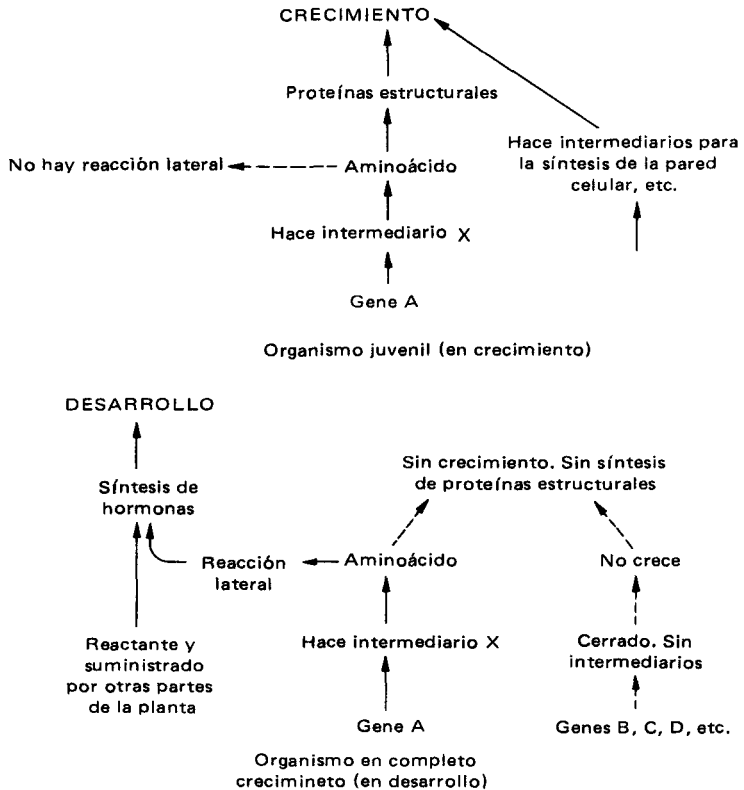 CRECIMIENTO
Proteínas estructurales
Hace intermediarios para
la síntesis de la pared
celular, etc.
No hay reacción lateral
Aminoácido
Hace intermediario X
Gene A
Organismo juvenil (en crecimiento)
DESARROLLO
Síntesis de
hormonas
Sin crecimiento. Sin síntesis
de proteínas estructurales
Reacción
lateral
Aminoácido
No crece
Reactante y
suministrado
por otras partes
de la planta
Hace intermediario X
Cerrado. Sin
intermediarios
Gene A
Genes B, C, D, etc.
Organismo en completo
crecimineto (en desarrollo)